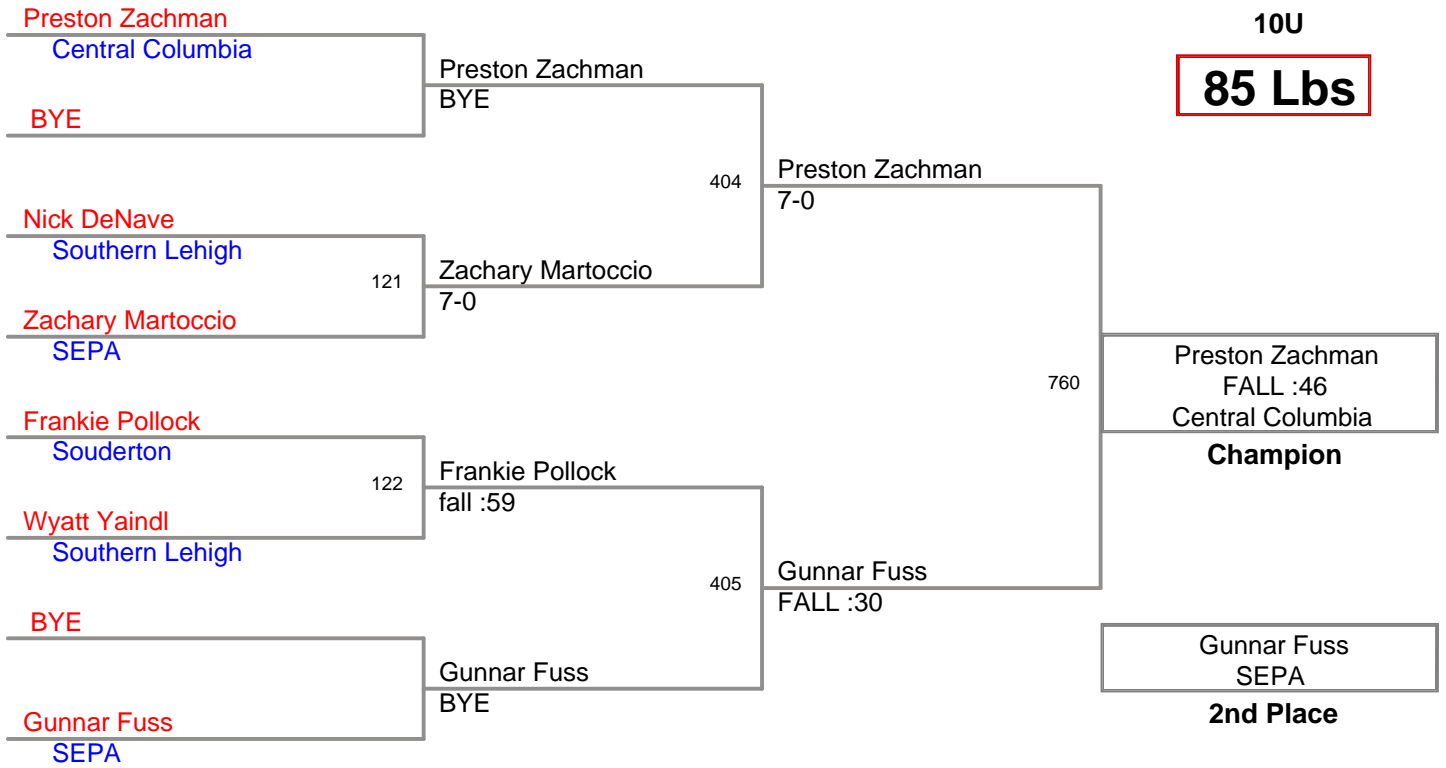 Preston Zachman
Central Columbia
BYE
Nick DeNave
Southern Lehigh
Zachary Martoccio
SEPA
Frankie Pollock
Souderton
Wyatt Yaindl
Southern Lehigh
BYE
Gunnar Fuss
SEPA
Preston Zachman
BYE
121
Zachary Martoccio
7-0
122
Frankie Pollock
fall :59
Gunnar Fuss
BYE
404
Preston Zachman
7-0
405
Gunnar Fuss
FALL :30
10U
85 Lbs
760
Preston Zachman
FALL :46
Central Columbia
Champion
Gunnar Fuss
SEPA
2nd Place